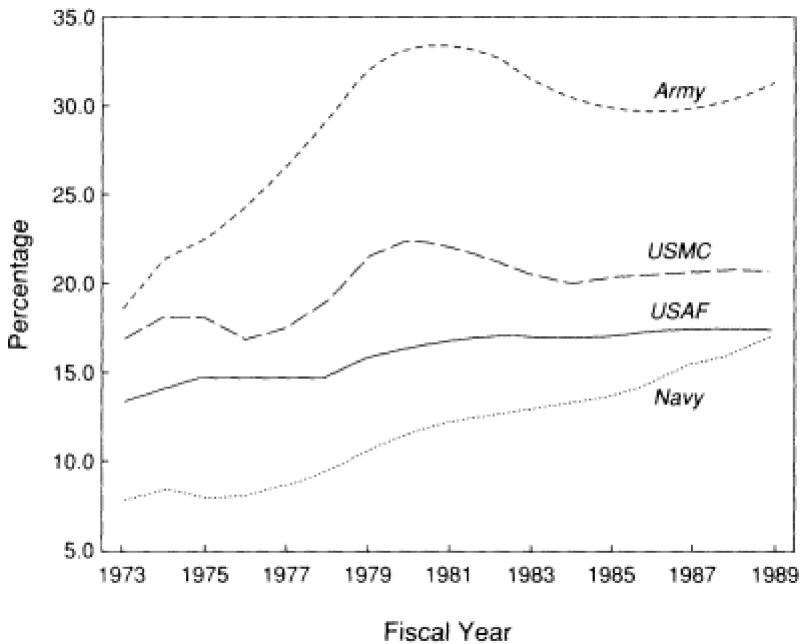 35.0
30.0
25.0
20.0
15.0
10.0
5.0
Percentage
Army
USMC
USAF
Navy
1973 1975 1977 1979 1981 1983 1985 1987 1989
Fiscal Year